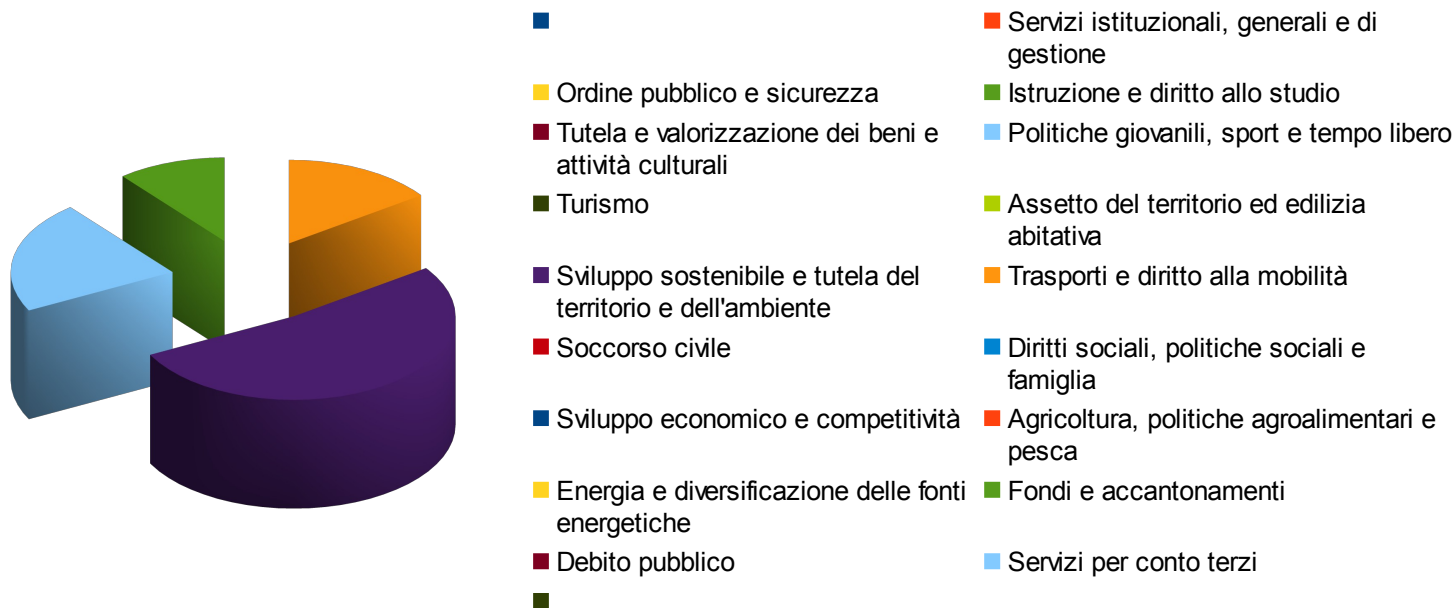 Servizi istituzionali, generali e di
gestione
Ordine pubblico e sicurezza
Istruzione e diritto allo studio
Tutela e valorizzazione dei beni e
attività culturali
Politiche giovanili, sport e tempo libero
Turismo
Assetto del territorio ed edilizia
abitativa
Sviluppo sostenibile e tutela del
territorio e dell'ambiente
Trasporti e diritto alla mobilità
Soccorso civile
Diritti sociali, politiche sociali e
famiglia
Sviluppo economico e competitività
Agricoltura, politiche agroalimentari e
pesca
Energia e diversificazione delle fonti
energetiche
Fondi e accantonamenti
Debito pubblico
Servizi per conto terzi